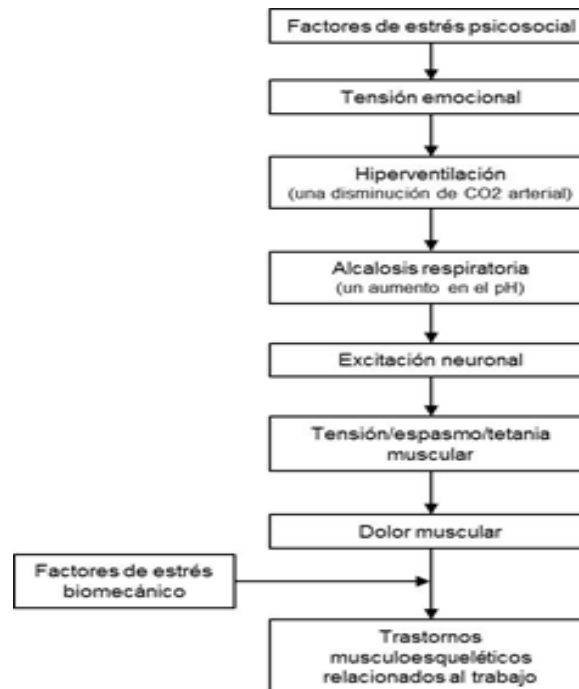 Factores de estrés psicosocial
Tensión emocional
Hiperventilación
(una disminución de CO2 arterial)
Alcalosis respiratoria
(un aumento en el pH)
Excitación neuronal
Tensión/espasmo/tetania
muscular
Dolor muscular
Factores de estrés
biomecánico
Trastornos
musculoesqueléticos
relacionados al trabajo